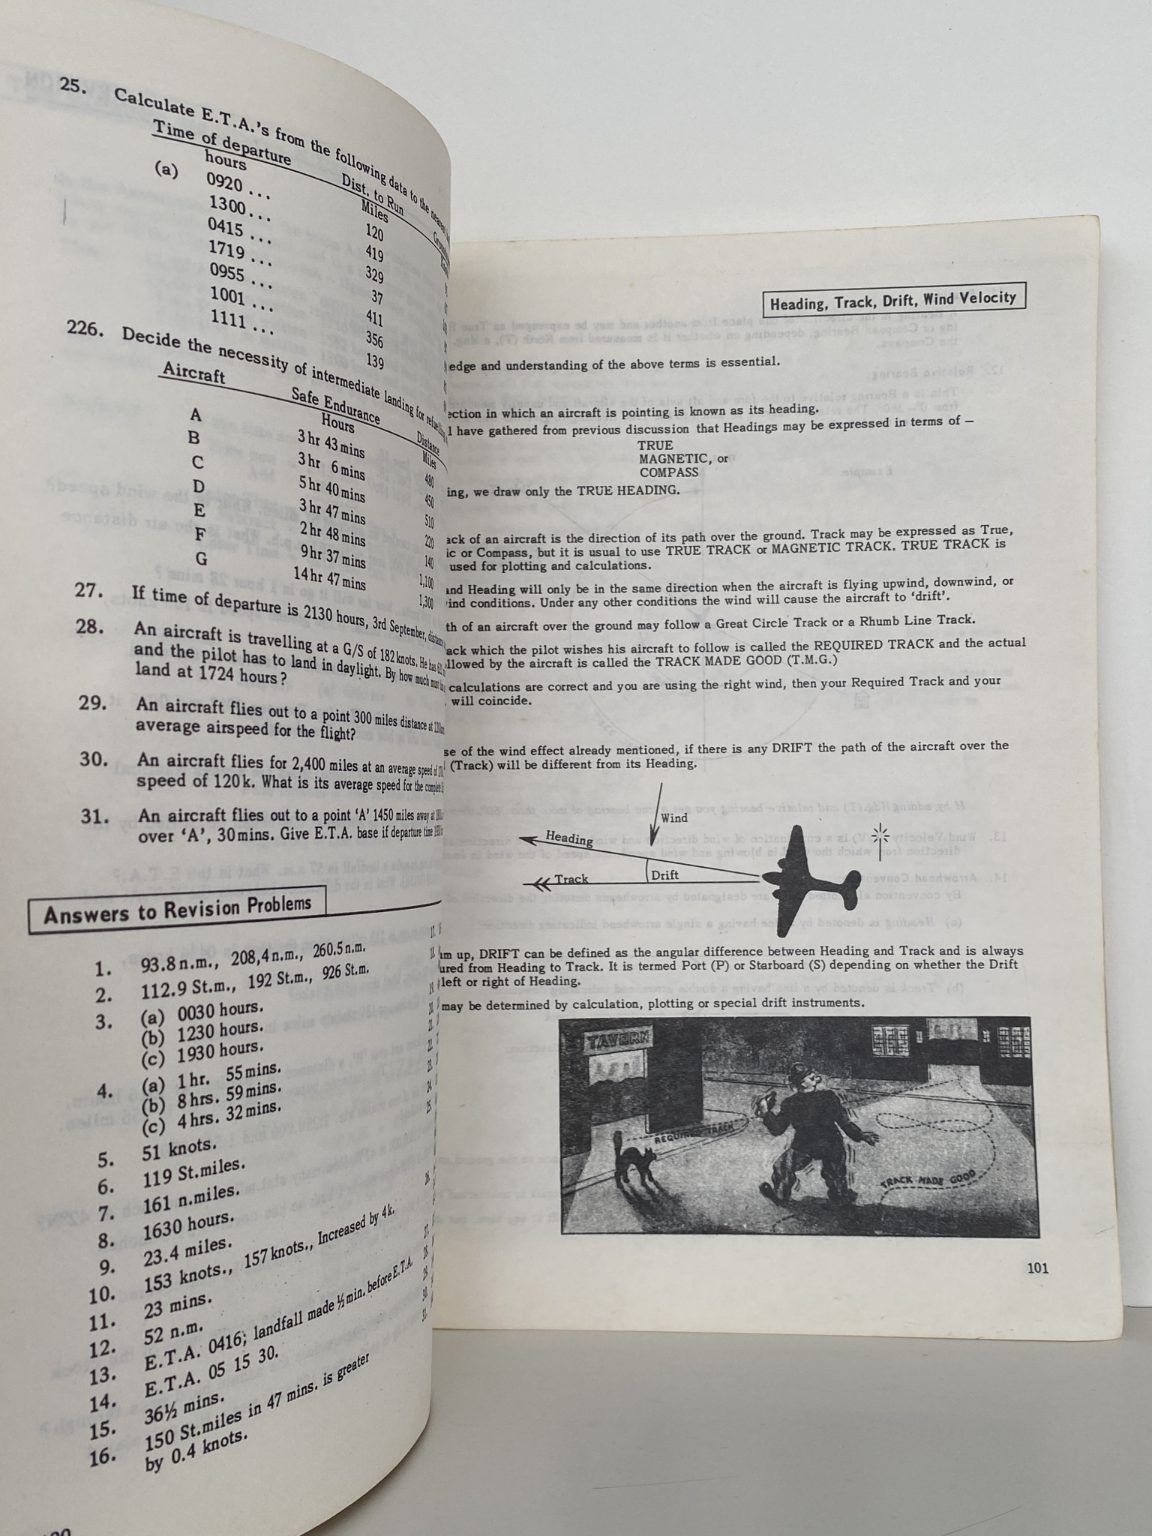 25. Calculate E.T.A.'s from the following data to the nearest
Time of departure Dist. to Run
hours Miles
(a) 0920 ... 120
1300 ... 419
0415 ... 329
1719 ... 37
0955 ... 411
1001 ... 356
1111 ... 139
226. Decide the necessity of intermediate landing for
Aircraft Safe Endurance Distance
Hours Miles
A 3 hr 43 mins 480
B 3 hr 6 mins 450
C 5 hr 40 mins 510
D 3 hr 47 mins 220
E 2 hr 48 mins 140
F 9 hr 37 mins 1,100
G 14 hr 47 mins 1,300
27. If time of departure is 2130 hours, 3rd September,
28. An aircraft is travelling at a G/S of 182 knots. He has
and the pilot has to land in daylight. By how much must
land at 1724 hours?
29. An aircraft flies out to a point 300 miles distance at
average airspeed for the flight?
30. An aircraft flies for 2,400 miles at an average speed of
speed of 120k. What is its average speed for the complete
31. An aircraft flies out to a point 'A' 1450 miles away at
over 'A', 30 mins. Give E.T.A. base if departure time
Answers to Revision Problems
1. 93.8 n.m., 208,4 n.m., 260.5 n.m.
2. 112.9 St.m., 192 St.m., 926 St.m.
3. (a) 0030 hours.
(b) 1230 hours.
(c) 1930 hours.
4. (a) 1 hr. 55 mins.
(b) 8 hrs. 59 mins.
(c) 4 hrs. 32 mins.
5. 51 knots.
6. 119 St.miles.
7. 161 n.miles.
8. 1630 hours.
9. 23.4 miles.
10. 153 knots., 157 knots., Increased by 4k.
11. 23 mins.
12. 52 n.m.
13. E.T.A. 0416; landfall made ½ min. before E.T.A.
14. E.T.A. 05 15 30.
15. 36½ mins.
16. 150 St.miles in 47 mins. is greater
by 0.4 knots.
Heading, Track, Drift, Wind Velocity
edge and understanding of the above terms is essential.
ection in which an aircraft is pointing is known as its heading.
l have gathered from previous discussion that Headings may be expressed in terms of –
TRUE
MAGNETIC, or
COMPASS
ing, we draw only the TRUE HEADING.
ack of an aircraft is the direction of its path over the ground. Track may be expressed as True,
ic or Compass, but it is usual to use TRUE TRACK or MAGNETIC TRACK. TRUE TRACK is
used for plotting and calculations.
and Heading will only be in the same direction when the aircraft is flying upwind, downwind, or
ind conditions. Under any other conditions the wind will cause the aircraft to 'drift'.
th of an aircraft over the ground may follow a Great Circle Track or a Rhumb Line Track.
ack which the pilot wishes his aircraft to follow is called the REQUIRED TRACK and the actual
llowed by the aircraft is called the TRACK MADE GOOD (T.M.G.)
calculations are correct and you are using the right wind, then your Required Track and your
will coincide.
se of the wind effect already mentioned, if there is any DRIFT the path of the aircraft over the
(Track) will be different from its Heading.
Wind
Heading
Drift
Track
um up, DRIFT can be defined as the angular difference between Heading and Track and is always
ured from Heading to Track. It is termed Port (P) or Starboard (S) depending on whether the Drift
left or right of Heading.
may be determined by calculation, plotting or special drift instruments.
TAVERN
REQUIRED TRACK
TRACK MADE GOOD
101